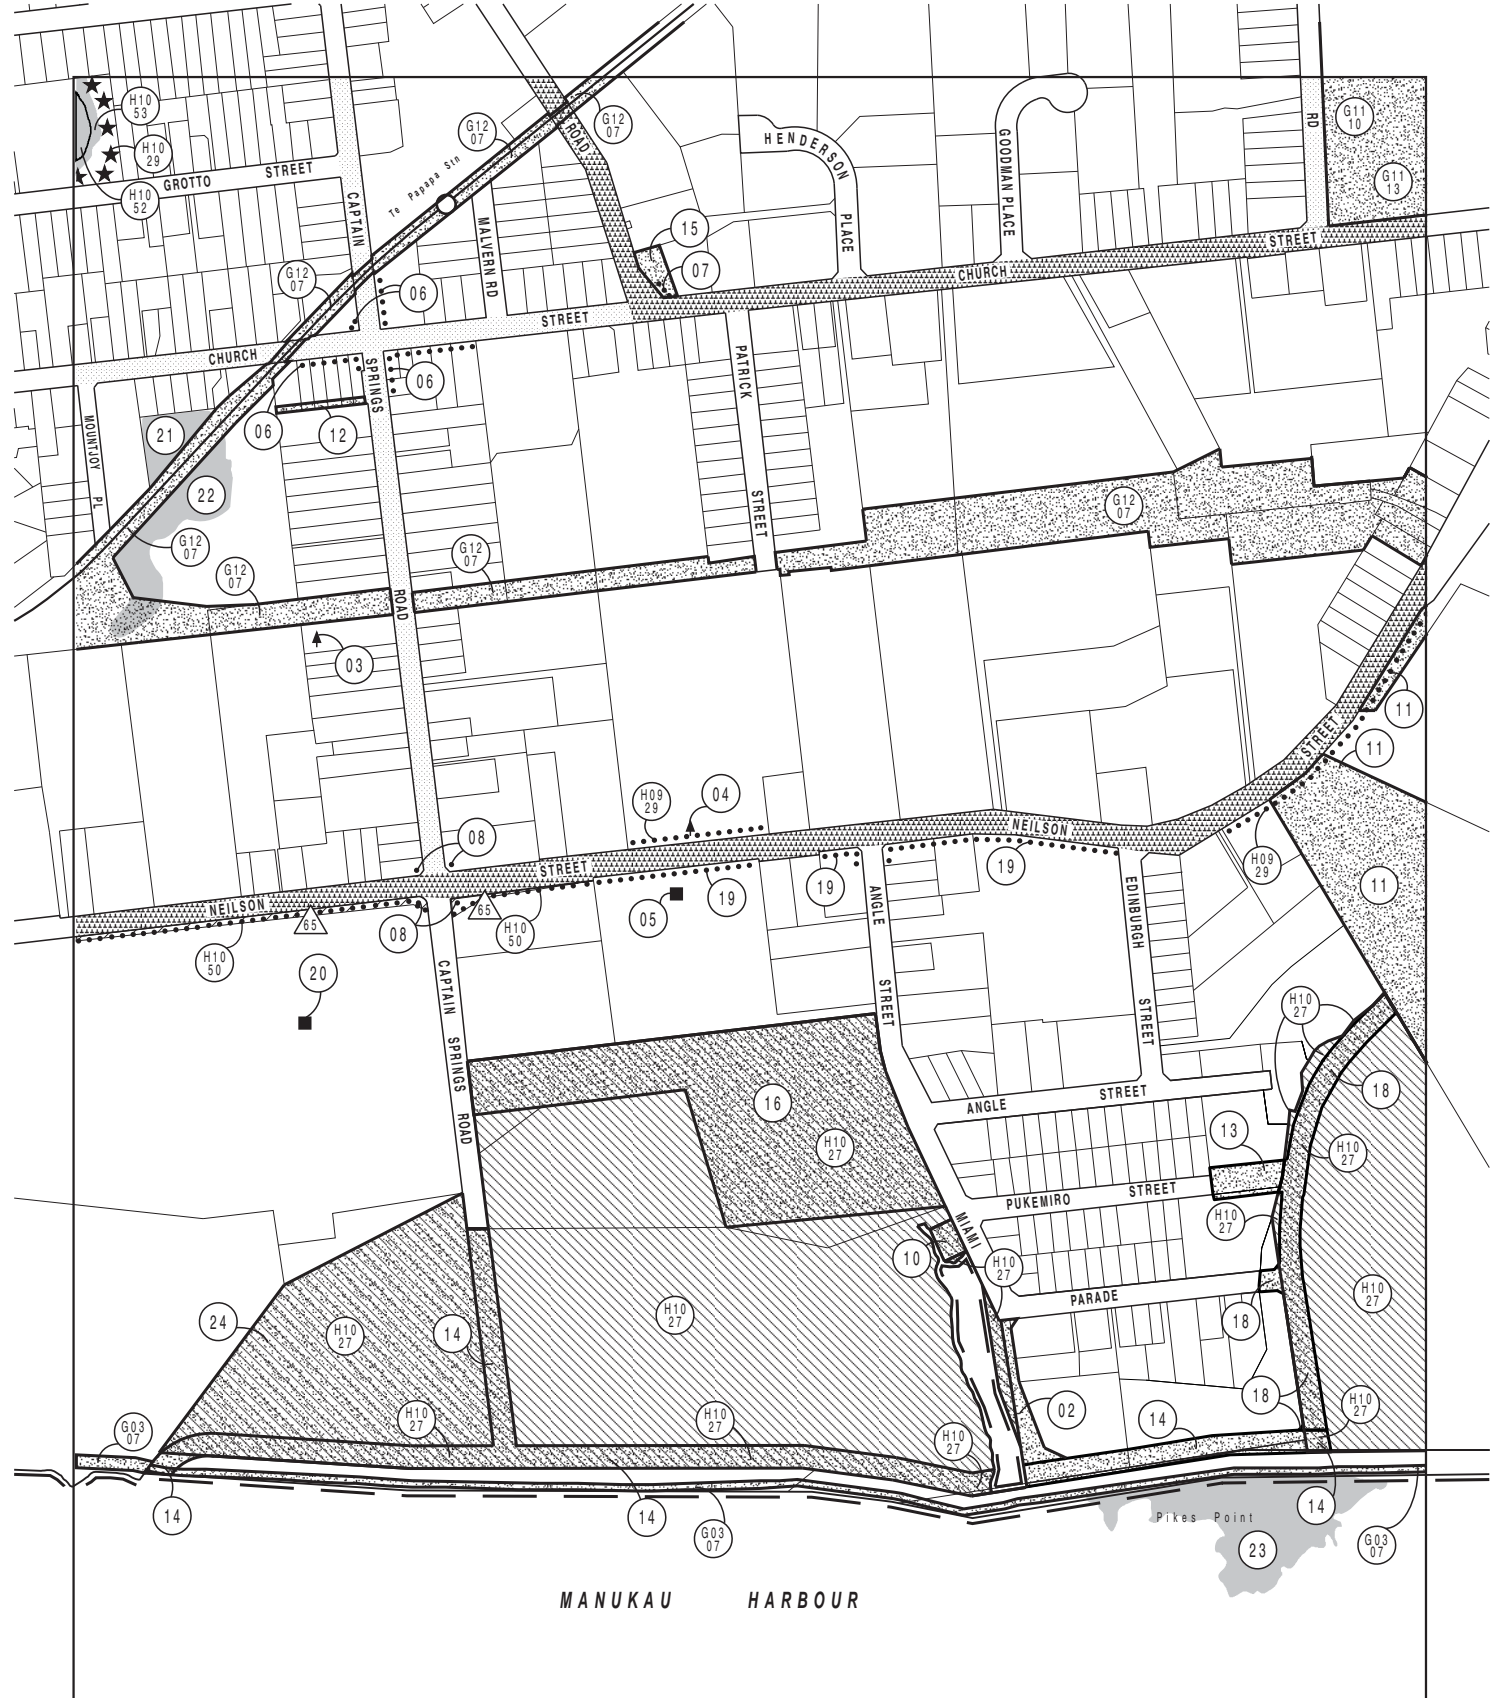 H10
53
H10
29
H10
52
GROTTO STREET
CAPTAIN
Te Papapa Stn
G12
07
G12
07
ROAD
HENDERSON
PLACE
GOODMAN PLACE
RD
G11
10
G11
13
MALVERN RD
15
07
G12
07
06
CHURCH
STREET
CHURCH
STREET
SPRINGS
06
06
12
PATRICK
STREET
MOUNTJOY
PL
21
22
G12
07
G12
07
G12
07
G12
07
ROAD
03
11
STREET
11
H09
29
04
08
NEILSON
19
NEILSON
STREET
65
65
08
H10
50
H10
50
05
19
19
H09
29
11
20
ANGLE
STREET
EDINBURGH
STREET
CAPTAIN SPRINGS ROAD
H10
27
18
16
H10
27
ANGLE STREET
13
H10
27
PUKEMIRO STREET
H10
27
MIAMI
10
H10
27
PARADE
H10
27
24
H10
27
14
H10
27
18
18
H10
27
02
14
G03
07
H10
27
H10
27
H10
27
14
14
G03
07
Pikes Point
14
23
G03
07
MANUKAU HARBOUR